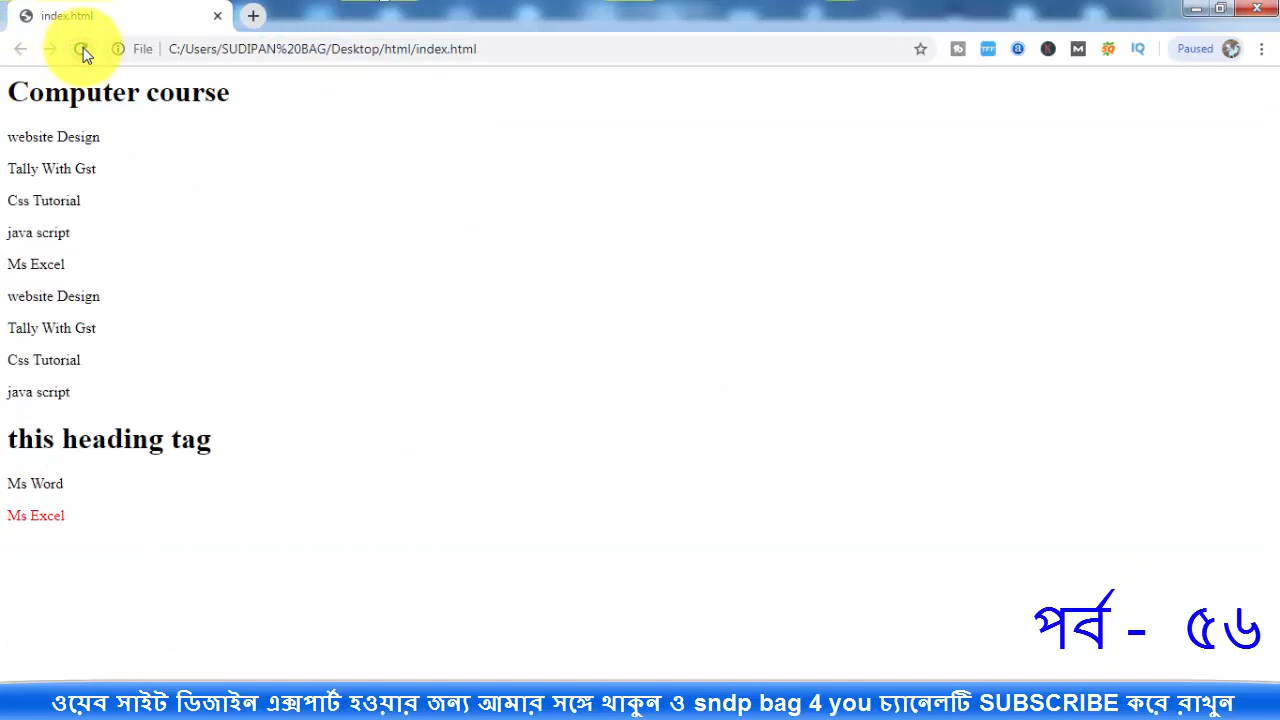 index.html
File C:/Users/SUDIPAN%20BAG/Desktop/html/index.html
Paused
Computer course
website Design
Tally With Gst
Css Tutorial
java script
Ms Excel
website Design
Tally With Gst
Css Tutorial
java script
this heading tag
Ms Word
Ms Excel
পর্ব - ৫৬
ওয়েব সাইট ডিজাইন এক্সপার্ট হওয়ার জন্য আমার সঙ্গে থাকুন ও sndp bag 4 you চ্যানেলটি SUBSCRIBE করে রাখুন